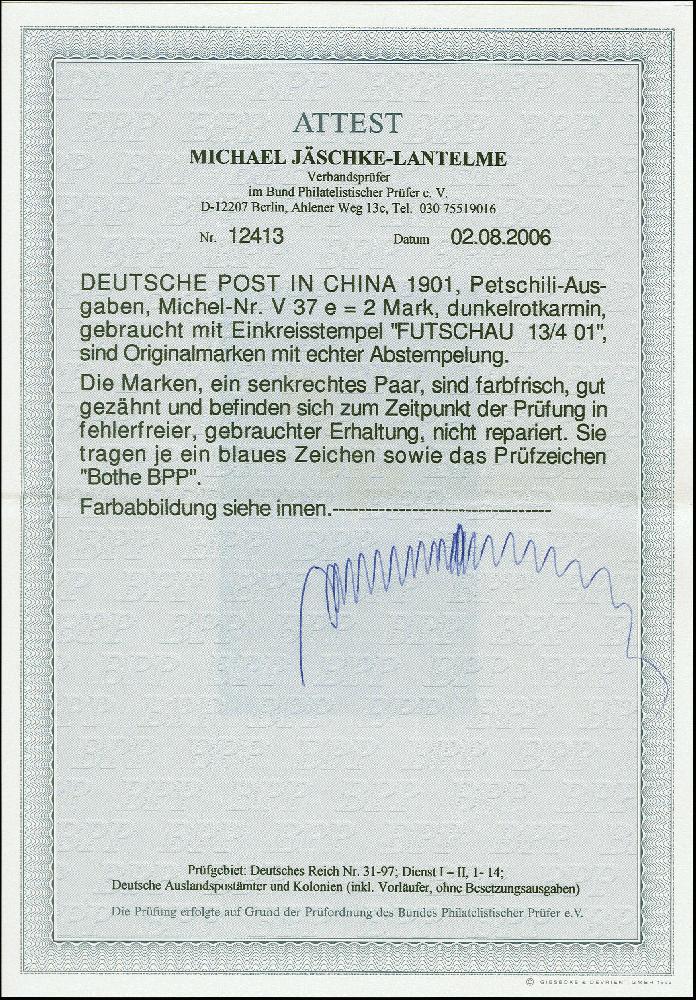 ATTEST
MICHAEL JÄSCHKE-LANTELME
Verbandsprüfer
im Bund Philatelistischer Prüfer e. V.
D-12207 Berlin, Ahlener Weg 13c, Tel. 030 75519016
Nr. 12413 Datum 02.08.2006
DEUTSCHE POST IN CHINA 1901, Petschili-Aus-
gaben, Michel-Nr. V 37 e = 2 Mark, dunkelrotkarmin,
gebraucht mit Einkreisstempel "FUTSCHAU 13/4 01",
sind Originalmarken mit echter Abstempelung.
Die Marken, ein senkrechtes Paar, sind farbfrisch, gut
gezähnt und befinden sich zum Zeitpunkt der Prüfung in
fehlerfreier, gebrauchter Erhaltung, nicht repariert. Sie
tragen je ein blaues Zeichen sowie das Prüfzeichen
"Bothe BPP".
Farbabbildung siehe innen.--------------------------------
Prüfgebiet: Deutsches Reich Nr. 31-97; Dienst I – II, 1- 14;
Deutsche Auslandspostämter und Kolonien (inkl. Vorläufer, ohne Besetzungsausgaben)
Die Prüfung erfolgte auf Grund der Prüfordnung des Bundes Philatelistischer Prüfer e.V.
© GIESECKE & DEVRIENT GMBH